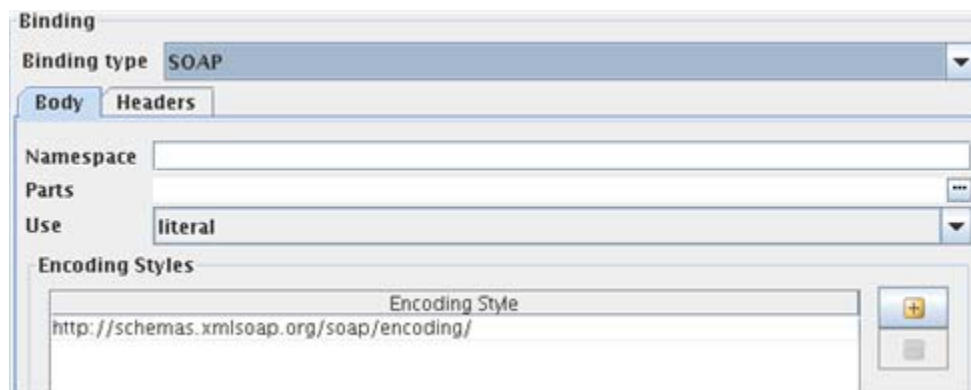 Binding
Binding type SOAP
Body Headers
Namespace
Parts
Use literal
Encoding Styles
Encoding Style
http://schemas.xmlsoap.org/soap/encoding/